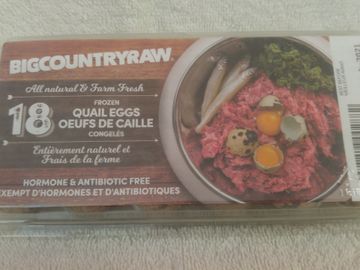 BIGCOUNTRYRAW
All natural & Farm Fresh
18
FROZEN
QUAIL EGGS
OEUFS DE CAILLE
CONGELÉS
Entièrement naturel et
Frais de la ferme
HORMONE & ANTIBIOTIC FREE
EXEMPT D'HORMONES ET D'ANTIBIOTIQUES